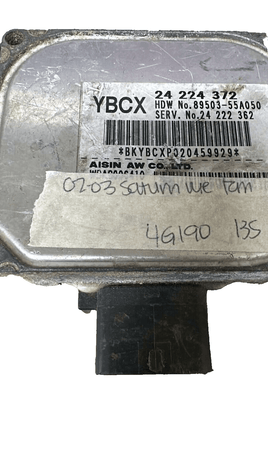 YBCX 24 224 372
HDW No.89503-55A050
SERV. No.24 222 362
*BKYBCXP020459929*
AISIN AW CO.,LTD.
02-03 Saturn vue tcm
4G190 135